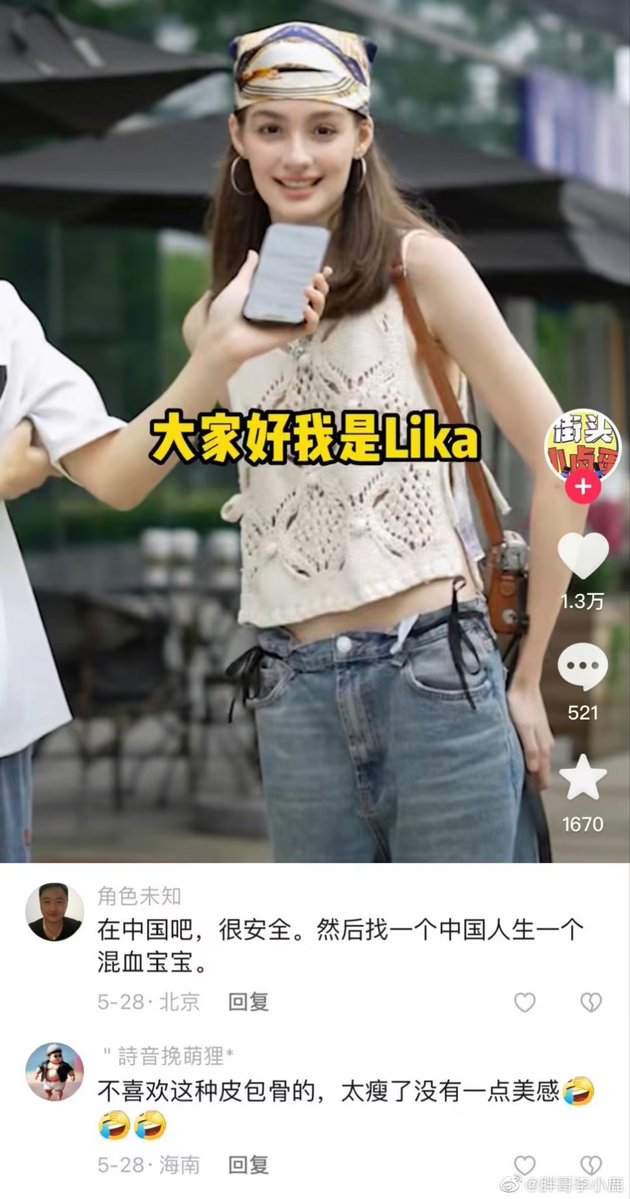 大家好我是Lika
街头
1.3万
521
1670
角色未知
在中国吧，很安全。然后找一个中国人生一个
混血宝宝。
5-28·北京 回复
"詩音挽萌狸*
不喜欢这种皮包骨的，太瘦了没有一点美感🤣
🤣🤣
5-28·海南 回复
@胖哥李小鹿